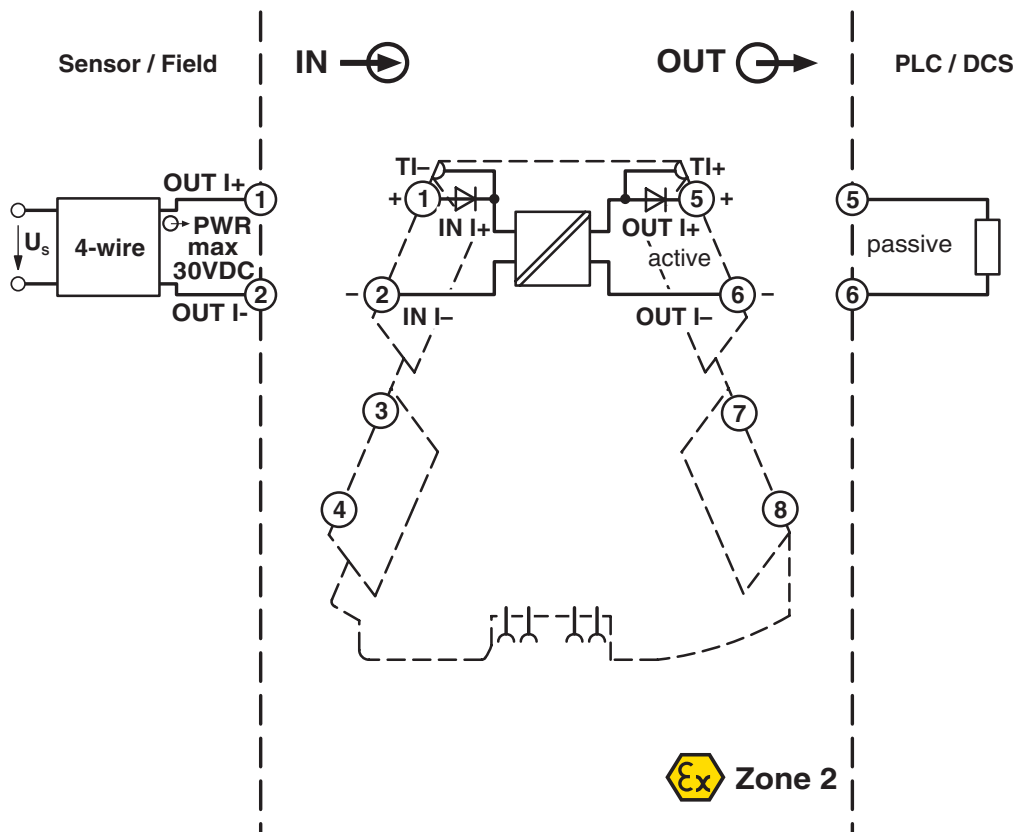 Sensor / Field
IN
OUT
PLC / DCS
TI–
TI+
OUT I+
1
+
1
IN I+
5
+
OUT I+
active
5
U_S
4-wire
PWR
max
30VDC
passive
2
OUT I-
–
2
IN I–
6
–
OUT I–
6
3
7
4
8
Ex
Zone 2